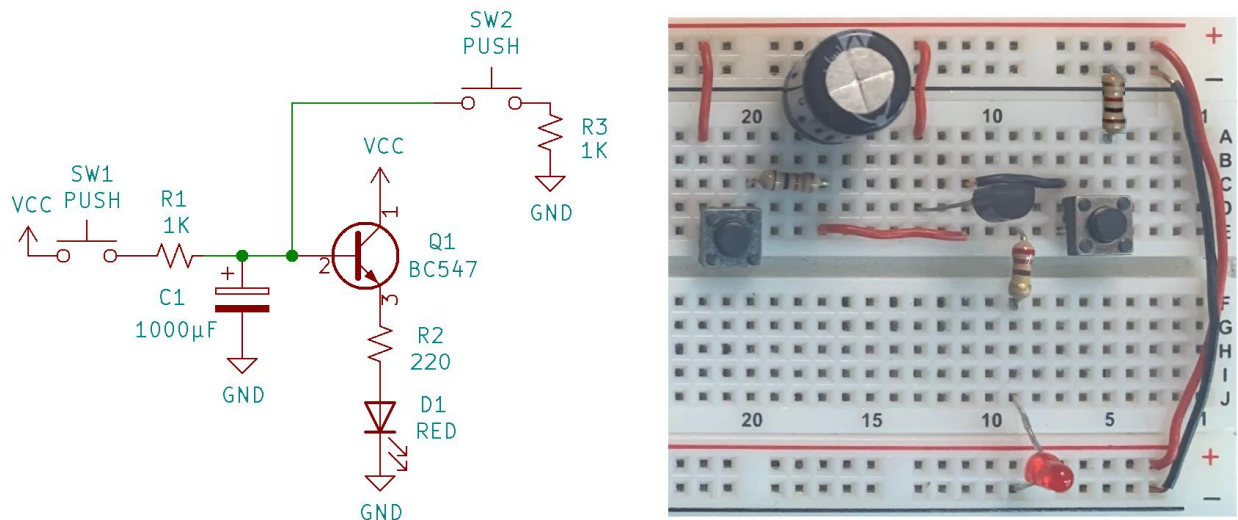 SW2
PUSH
R3
1K
GND
VCC
SW1
PUSH
VCC
R1
1K
1
2
3
Q1
BC547
+
C1
1000µF
GND
R2
220
D1
RED
GND
+
−
20
10
1
A
B
C
D
E
F
G
H
I
J
20
15
10
5
1
+
−